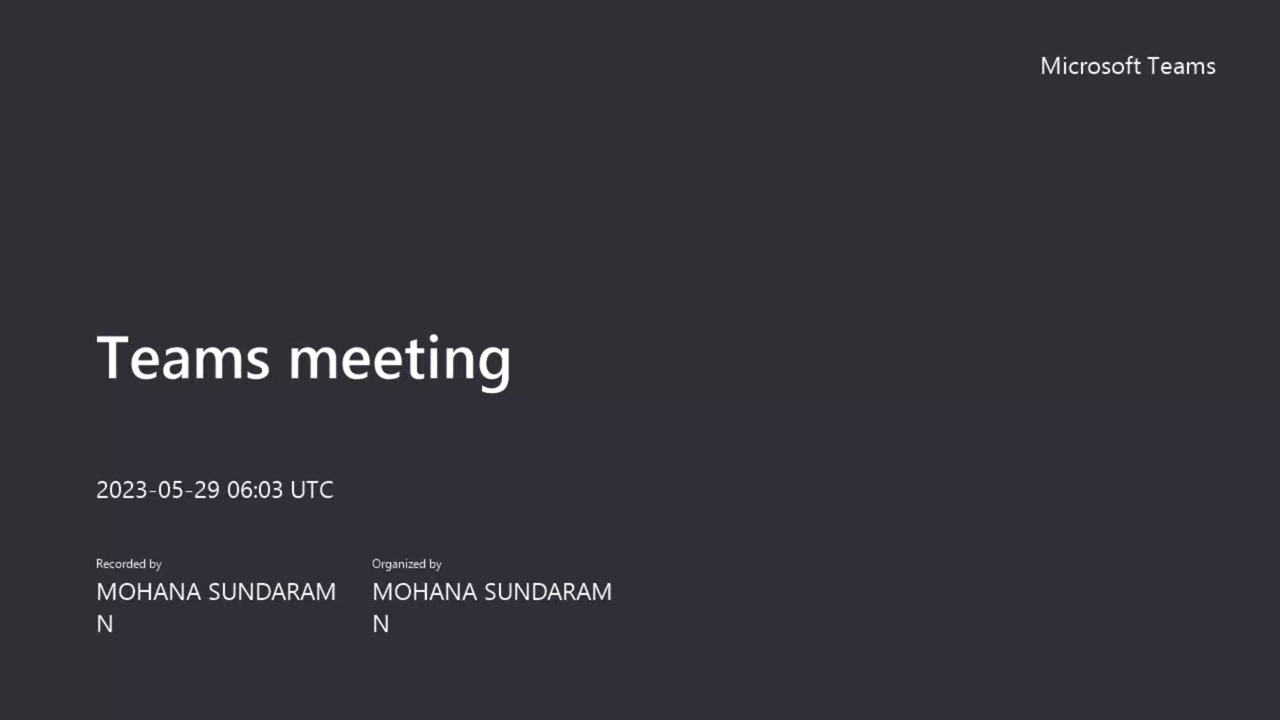 Microsoft Teams
Teams meeting
2023-05-29 06:03 UTC
Recorded by
MOHANA SUNDARAM
N
Organized by
MOHANA SUNDARAM
N